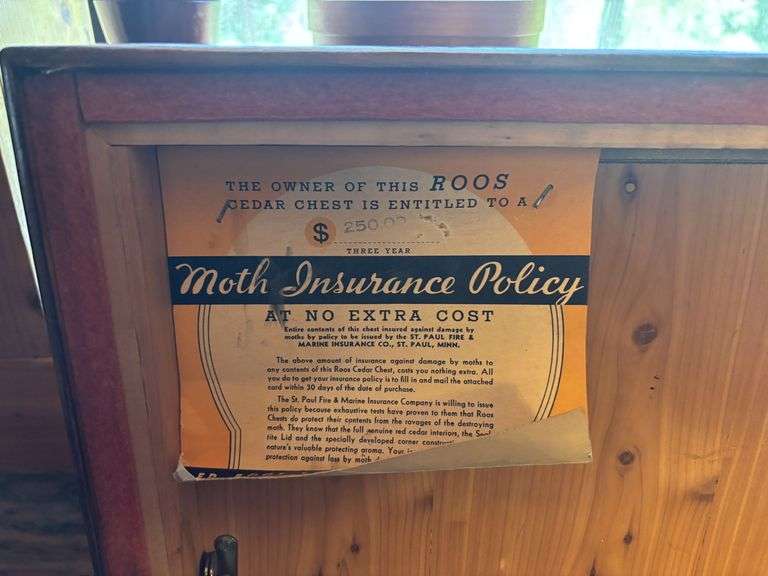 THE OWNER OF THIS ROOS
CEDAR CHEST IS ENTITLED TO A
$ 250.00
THREE YEAR
Moth Insurance Policy
AT NO EXTRA COST
Entire contents of this chest insured against damage by
moths by policy to be issued by the ST. PAUL FIRE &
MARINE INSURANCE CO., ST. PAUL, MINN.
The above amount of insurance against damage by moths to
any contents of this Roos Cedar Chest, costs you nothing extra. All
you do to get your insurance policy is to fill in and mail the attached
card within 30 days of the date of purchase.
The St. Paul Fire & Marine Insurance Company is willing to issue
this policy because exhaustive tests have proven to them that Roos
Chests do protect their contents from the ravages of the destroying
moth. They know that the full genuine red cedar interiors, the
tite Lid and the specially developed corner
nature's valuable protecting aroma. Your
protection against loss by moth